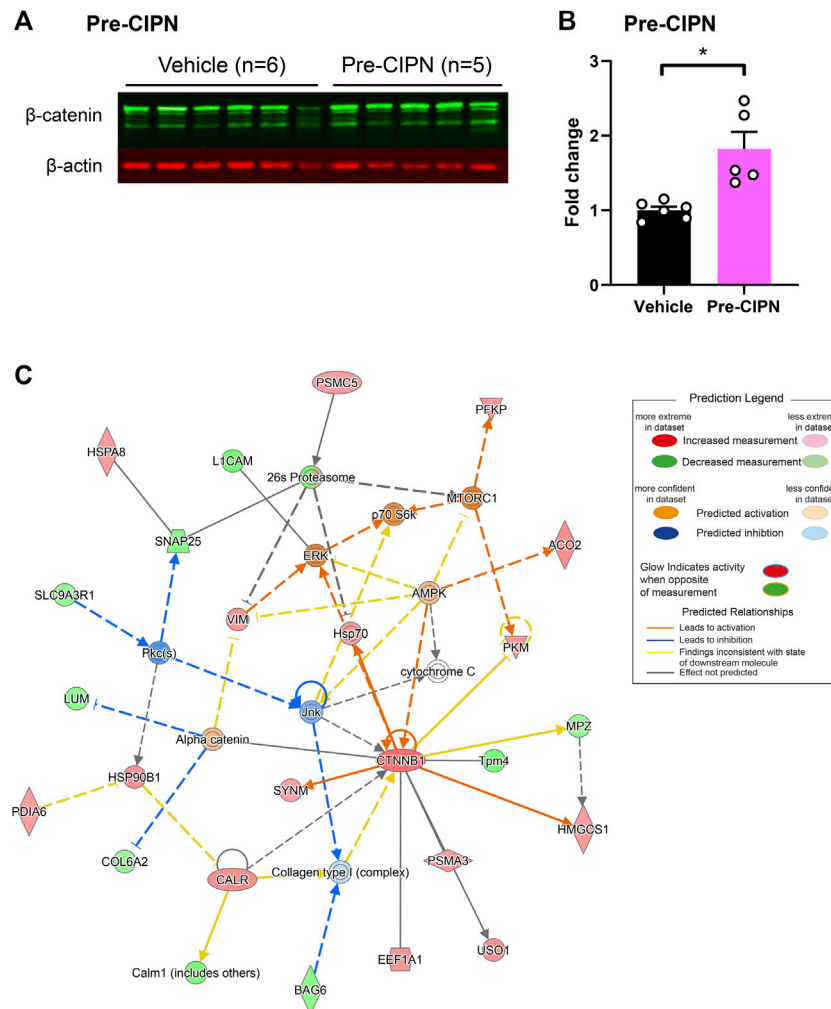 A
Pre-CIPN
Vehicle (n=6)
Pre-CIPN (n=5)
β-catenin
β-actin
B
Pre-CIPN
*
Fold change
3
2
1
0
Vehicle
Pre-CIPN
C
PSMC5
PFKP
HSPA8
L1CAM
26s Proteasome
MTORC1
p70 S6k
SNAP25
ERK
ACO2
AMPK
SLC9A3R1
VIM
Hsp70
PKM
Pkc(s)
cytochrome C
LUM
Jnk
MPZ
Alpha catenin
CTNNB1
Tpm4
HSP90B1
SYNM
PDIA6
HMGCS1
COL6A2
PSMA3
CALR
Collagen type I (complex)
USO1
EEF1A1
Calm1 (includes others)
BAG6
Prediction Legend
more extreme
in dataset
less extrem
in dataset
Increased measurement
Decreased measurement
more confident
in dataset
less confide
in dataset
Predicted activation
Predicted inhibtion
Glow Indicates activity
when opposite
of measurement
Predicted Relationships
Leads to activation
Leads to inhibition
Findings inconsistent with state
of downstream molecule
Effect not predicted